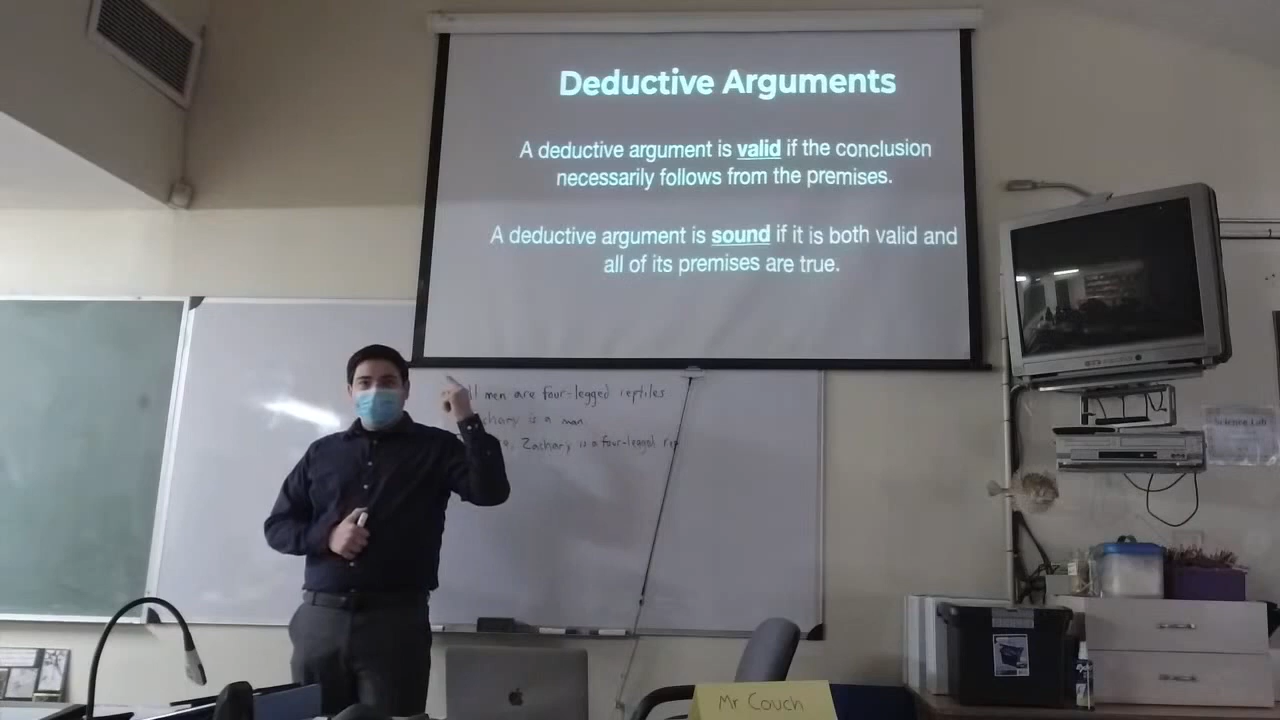 Deductive Arguments
A deductive argument is valid if the conclusion
necessarily follows from the premises.
A deductive argument is sound if it is both valid and
all of its premises are true.
men are four-legged reptiles
is a man
Zachary is a four-legged
Science Lab
Mr Couch